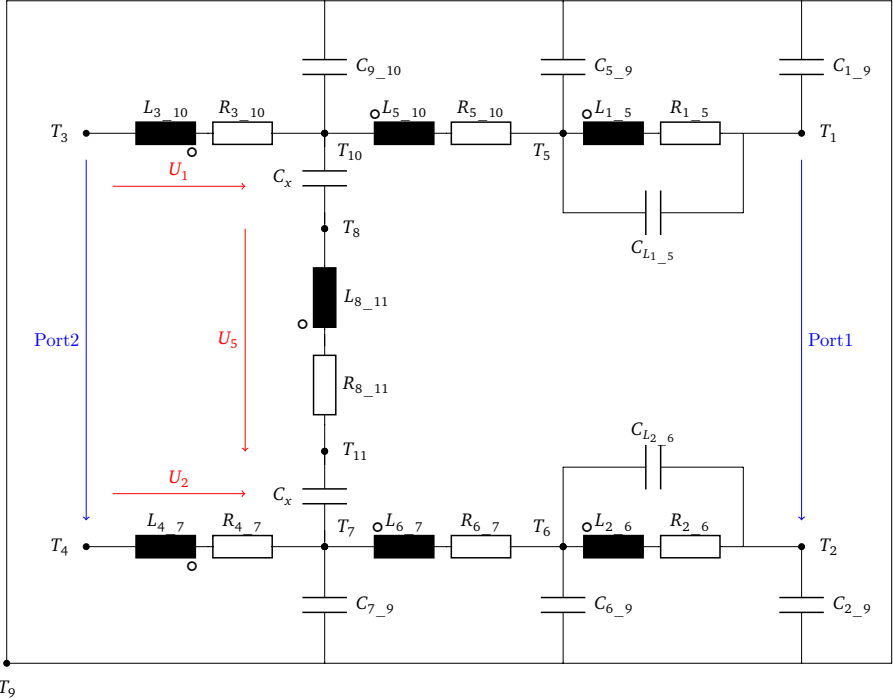 C9_10 C5_9 C1_9
L3_10 R3_10 L5_10 R5_10 L1_5 R1_5
T3 T10 T5 T1
U1 Cx
T8 CL1_5
L8_11
Port2 U5 Port1
R8_11
CL2_6
T11
U2 Cx
L4_7 R4_7 T7 L6_7 R6_7 T6 L2_6 R2_6
T4 T2
C7_9 C6_9 C2_9
T9